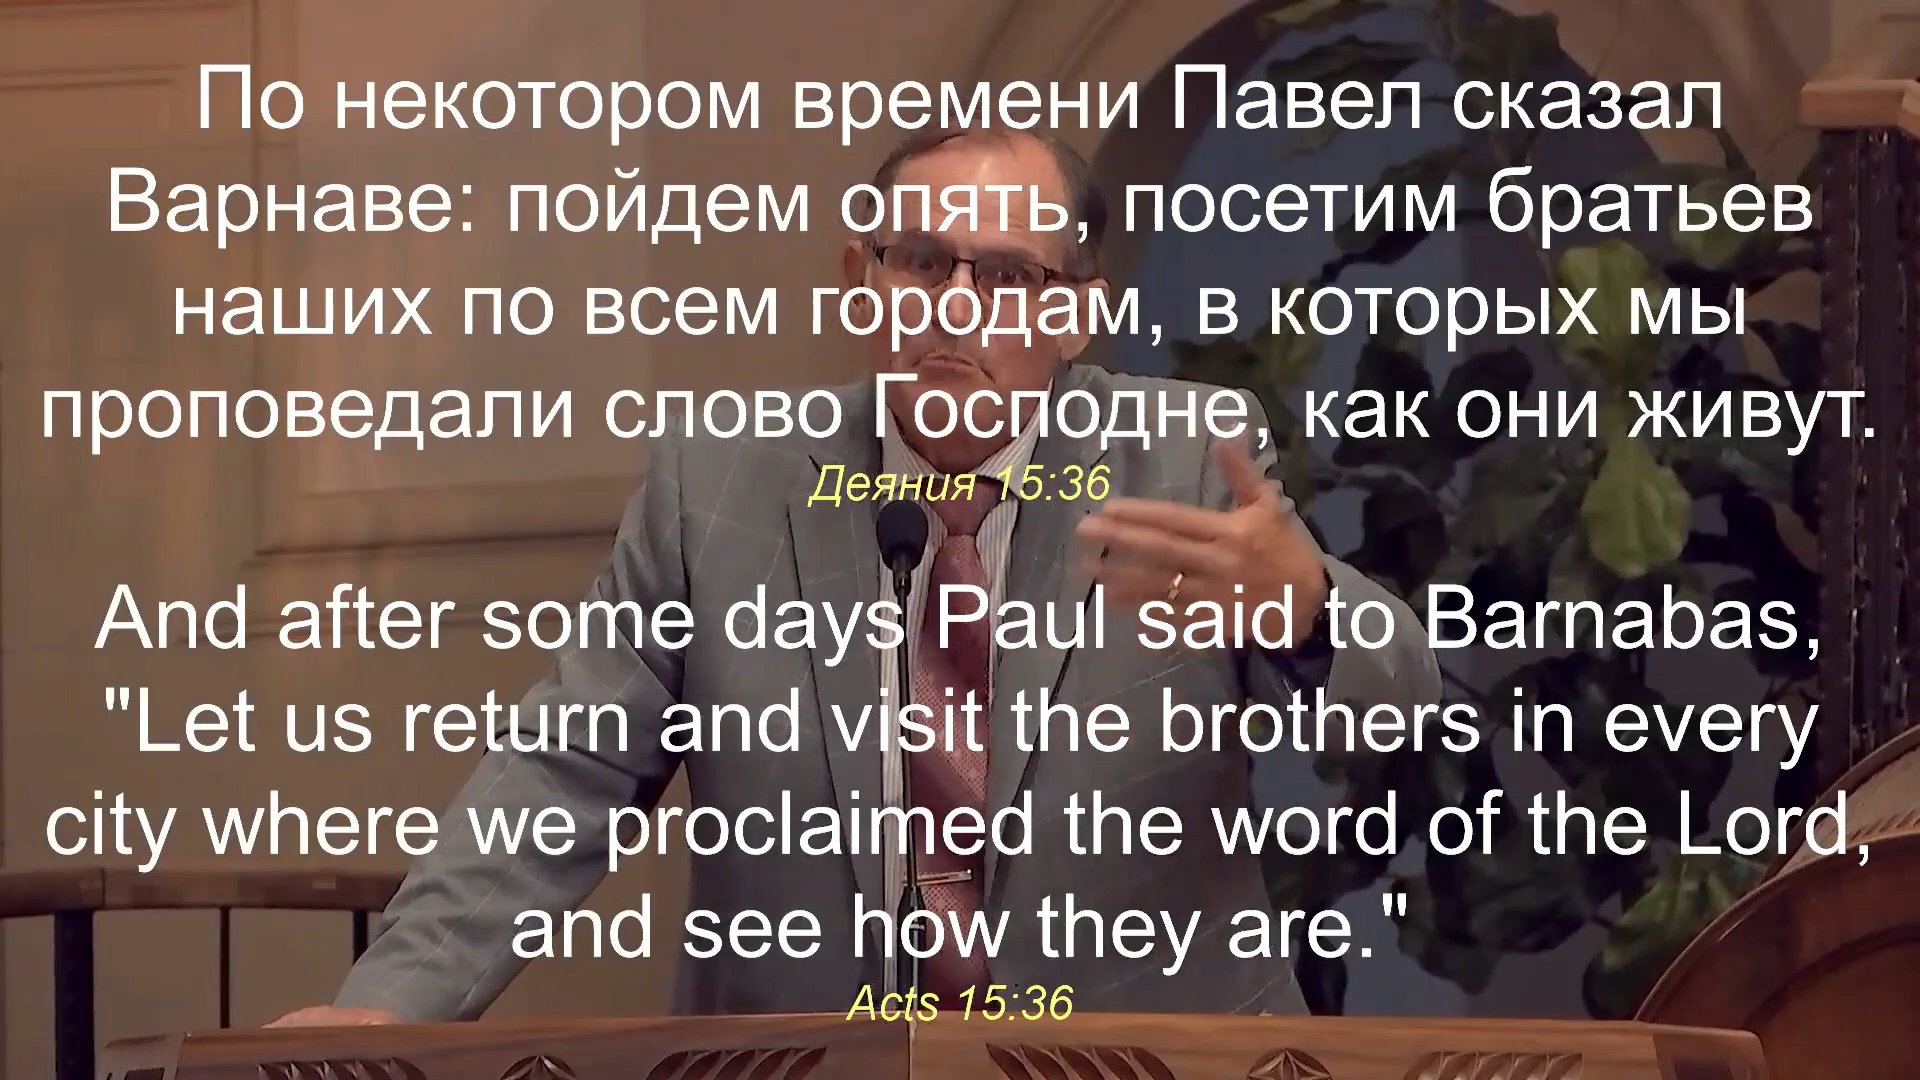 По некотором времени Павел сказал
Варнаве: пойдем опять, посетим братьев
наших по всем городам, в которых мы
проповедали слово Господне, как они живут.
Деяния 15:36
And after some days Paul said to Barnabas,
"Let us return and visit the brothers in every
city where we proclaimed the word of the Lord,
and see how they are."
Acts 15:36